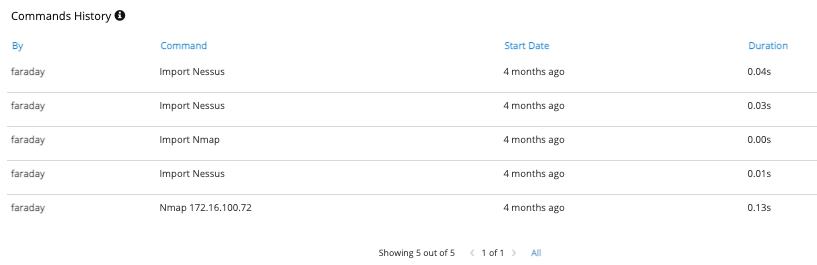 Commands History
By Command Start Date Duration
faraday Import Nessus 4 months ago 0.04s
faraday Import Nessus 4 months ago 0.03s
faraday Import Nmap 4 months ago 0.00s
faraday Import Nessus 4 months ago 0.01s
faraday Nmap 172.16.100.72 4 months ago 0.13s
Showing 5 out of 5 < 1 of 1 > All